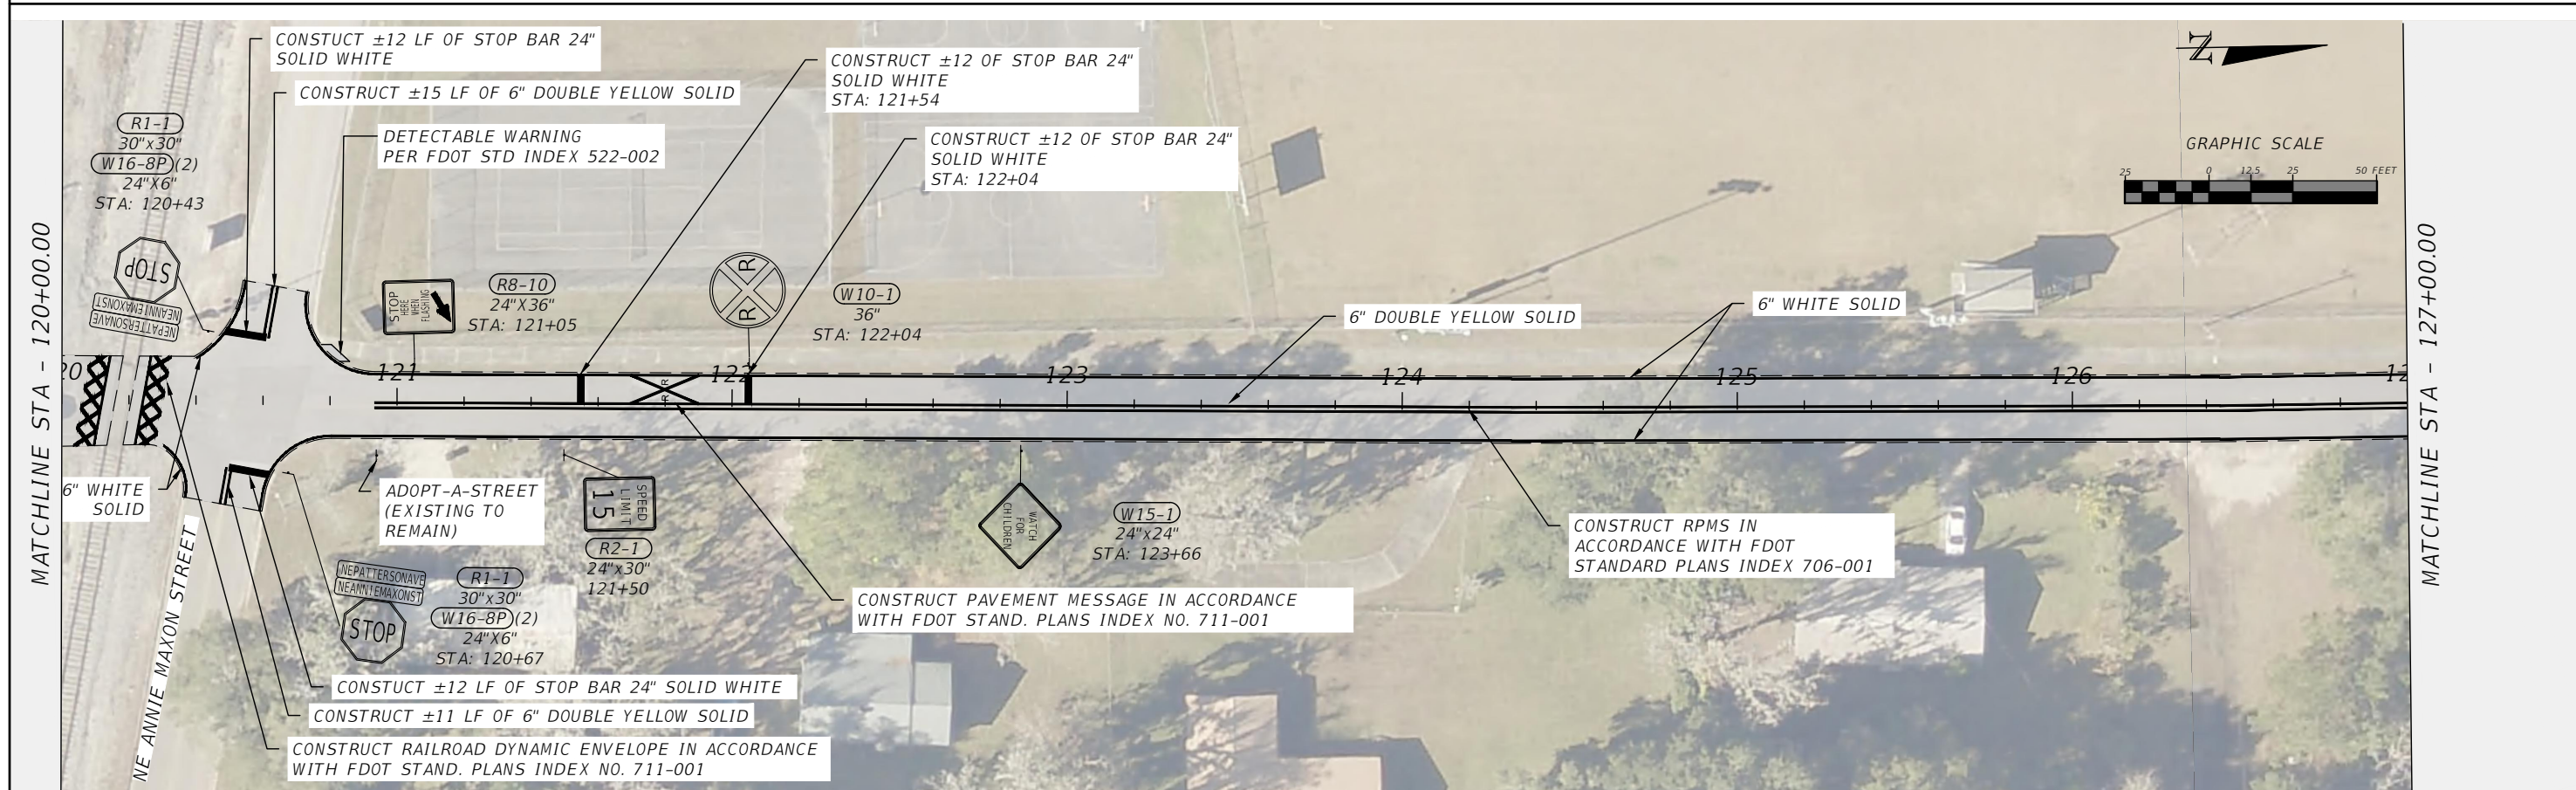 CONSTUCT ±12 LF OF STOP BAR 24"
SOLID WHITE
CONSTRUCT ±15 LF OF 6" DOUBLE YELLOW SOLID
DETECTABLE WARNING
PER FDOT STD INDEX 522-002
CONSTRUCT ±12 OF STOP BAR 24"
SOLID WHITE
STA: 121+54
CONSTRUCT ±12 OF STOP BAR 24"
SOLID WHITE
STA: 122+04
N
GRAPHIC SCALE
25 0 12.5 25 50 FEET
R1-1
30"x30"
W16-8P (2)
24"X6"
STA: 120+43
STOP
NEANNIEMAXONST
NEPATTERSONAVE
STOP
HERE
WHEN
FLASHING
R8-10
24"X36"
STA: 121+05
R R
W10-1
36"
STA: 122+04
6" DOUBLE YELLOW SOLID
6" WHITE SOLID
MATCHLINE STA - 120+00.00
MATCHLINE STA - 127+00.00
20 121 122 123 124 125 126 12
R R
6" WHITE
SOLID
ADOPT-A-STREET
(EXISTING TO
REMAIN)
SPEED
LIMIT
15
R2-1
24"x30"
121+50
WATCH
FOR
CHILDREN
W15-1
24"x24"
STA: 123+66
CONSTRUCT RPMS IN
ACCORDANCE WITH FDOT
STANDARD PLANS INDEX 706-001
NE ANNIE MAXON STREET
NEPATTERSONAVE
NEANNIEMAXONST
STOP
R1-1
30"x30"
W16-8P (2)
24"X6"
STA: 120+67
CONSTRUCT PAVEMENT MESSAGE IN ACCORDANCE
WITH FDOT STAND. PLANS INDEX NO. 711-001
CONSTUCT ±12 LF OF STOP BAR 24" SOLID WHITE
CONSTRUCT ±11 LF OF 6" DOUBLE YELLOW SOLID
CONSTRUCT RAILROAD DYNAMIC ENVELOPE IN ACCORDANCE
WITH FDOT STAND. PLANS INDEX NO. 711-001